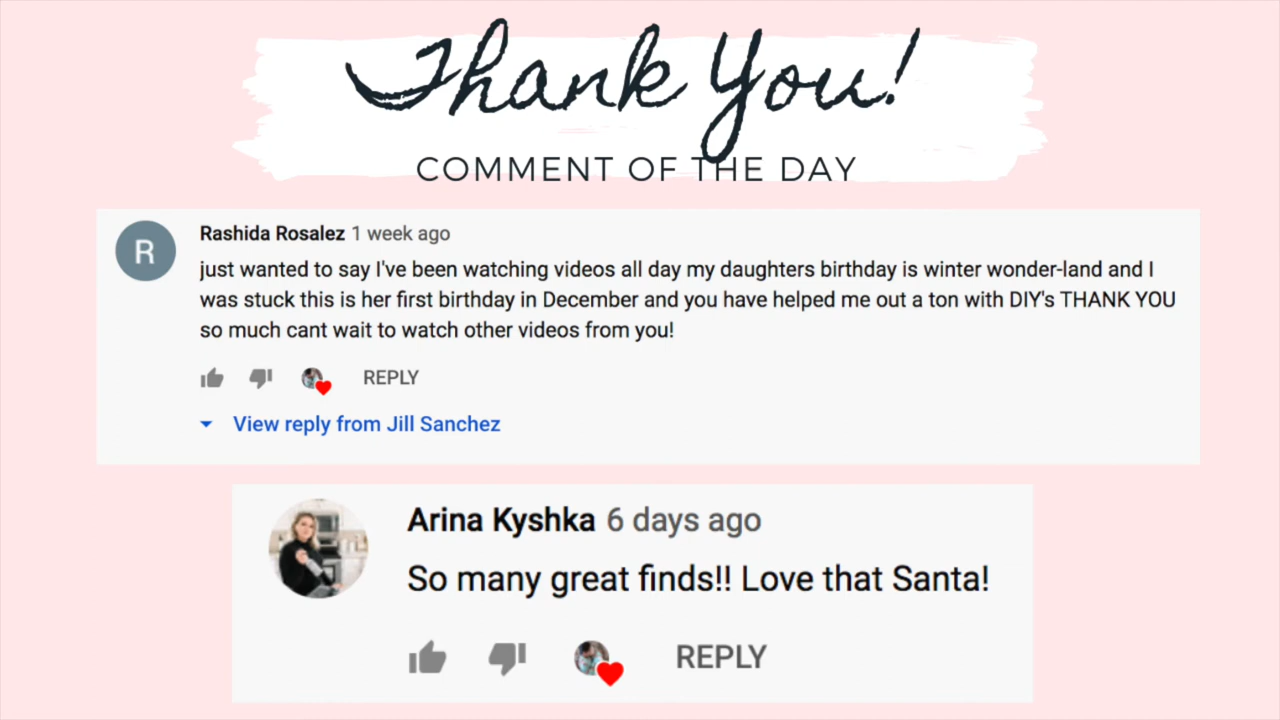 Thank You!
COMMENT OF THE DAY
R
Rashida Rosalez 1 week ago
just wanted to say I've been watching videos all day my daughters birthday is winter wonder-land and I
was stuck this is her first birthday in December and you have helped me out a ton with DIY's THANK YOU
so much cant wait to watch other videos from you!
REPLY
View reply from Jill Sanchez
Arina Kyshka 6 days ago
So many great finds!! Love that Santa!
REPLY